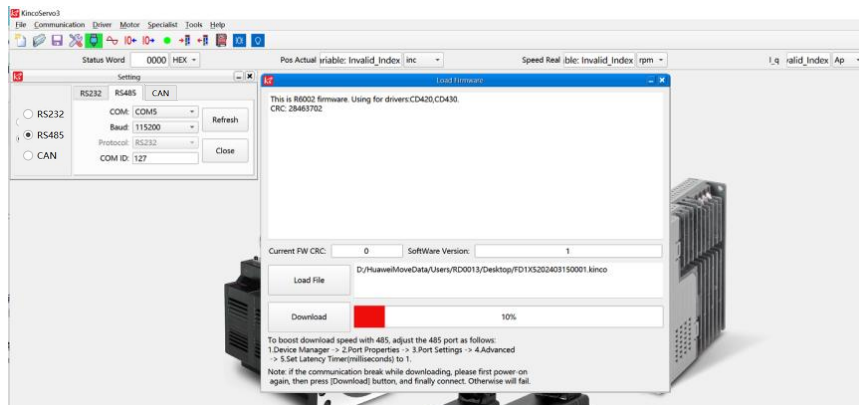 KincoServo3
File Communication Driver Motor Specialist Tools Help
Status Word 0000 HEX Pos Actual ariable: Invalid_Index inc Speed Real ble: Invalid_Index rpm I_q valid_Index Ap
Setting
RS232 RS485 CAN
RS232
RS485
CAN
COM: COM5
Baud: 115200
Protocol: RS232
COM ID: 127
Refresh
Close
Load Firmware
This is R6002 firmware. Using for drivers:CD420,CD430.
CRC: 28463702
Current FW CRC: 0 SoftWare Version: 1
Load File D:/HuaweiMoveData/Users/RD0013/Desktop/FD1XS202403150001.kinco
Download 10%
To boost download speed with 485, adjust the 485 port as follows:
1.Device Manager -> 2.Port Properties -> 3.Port Settings -> 4.Advanced
-> 5.Set Latency Timer(milliseconds) to 1.
Note: if the communication break while downloading, please first power-on
again, then press [Download] button, and finally connect. Otherwise will fail.